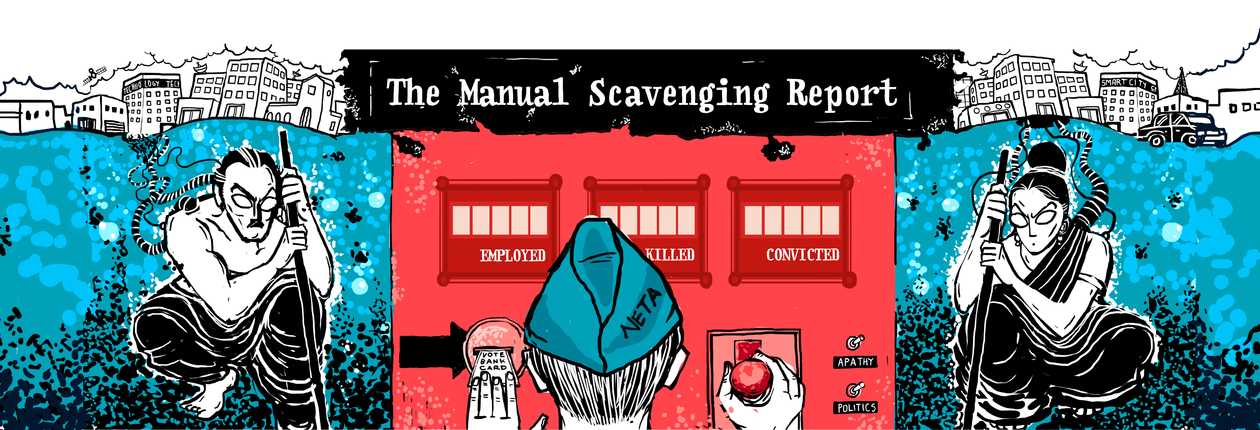 The Manual Scavenging Report
SMART CITY
EMPLOYED
KILLED
CONVICTED
NETA
VOTE
BANK
CARD
APATHY
POLITICS